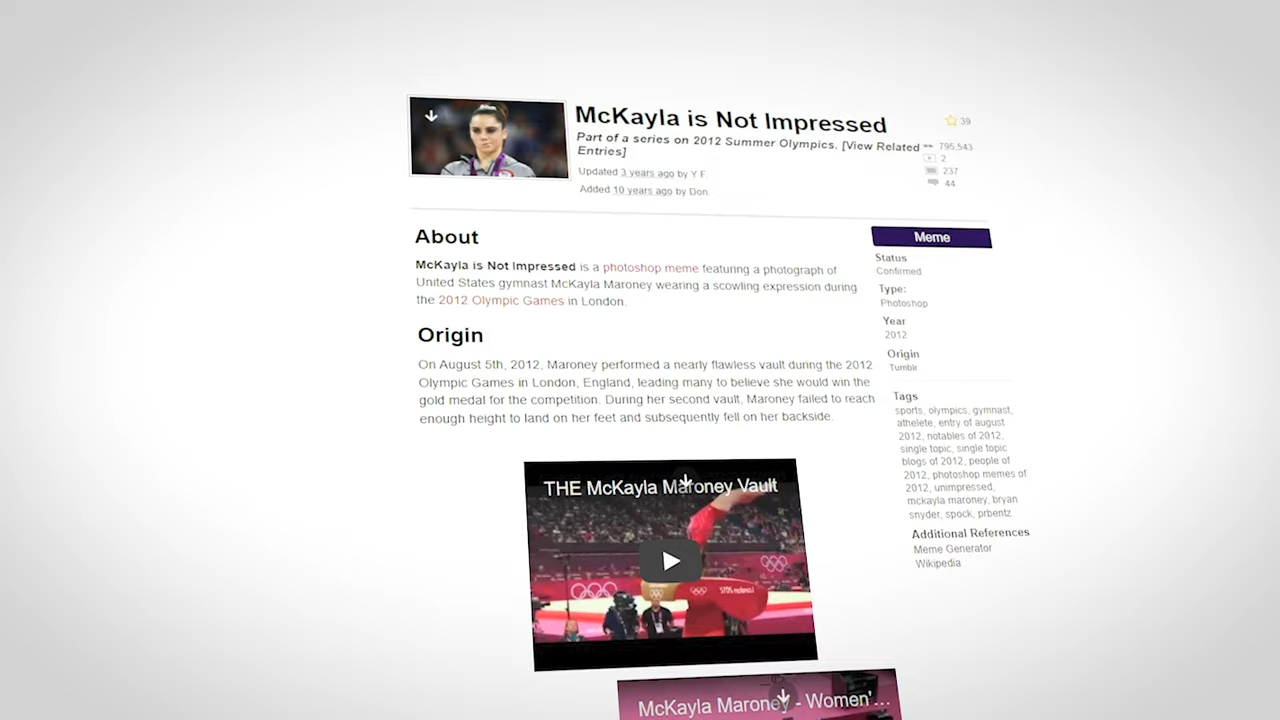 McKayla is Not Impressed
Part of a series on 2012 Summer Olympics. [View Related
Entries]
Updated 3 years ago by Y F.
Added 10 years ago by Don.
39
795,543
2
237
44
About
McKayla is Not Impressed is a photoshop meme featuring a photograph of
United States gymnast McKayla Maroney wearing a scowling expression during
the 2012 Olympic Games in London.
Origin
On August 5th, 2012, Maroney performed a nearly flawless vault during the 2012
Olympic Games in London, England, leading many to believe she would win the
gold medal for the competition. During her second vault, Maroney failed to reach
enough height to land on her feet and subsequently fell on her backside.
Meme
Status
Confirmed
Type:
Photoshop
Year
2012
Origin
Tumblr
Tags
sports, olympics, gymnast,
athelete, entry of august
2012, notables of 2012,
single topic, single topic
blogs of 2012, people of
2012, photoshop memes of
2012, unimpressed,
mckayla maroney, bryan
snyder, spock, prbentz
Additional References
Meme Generator
Wikipedia
THE McKayla Maroney Vault
McKayla Maroney - Women'...